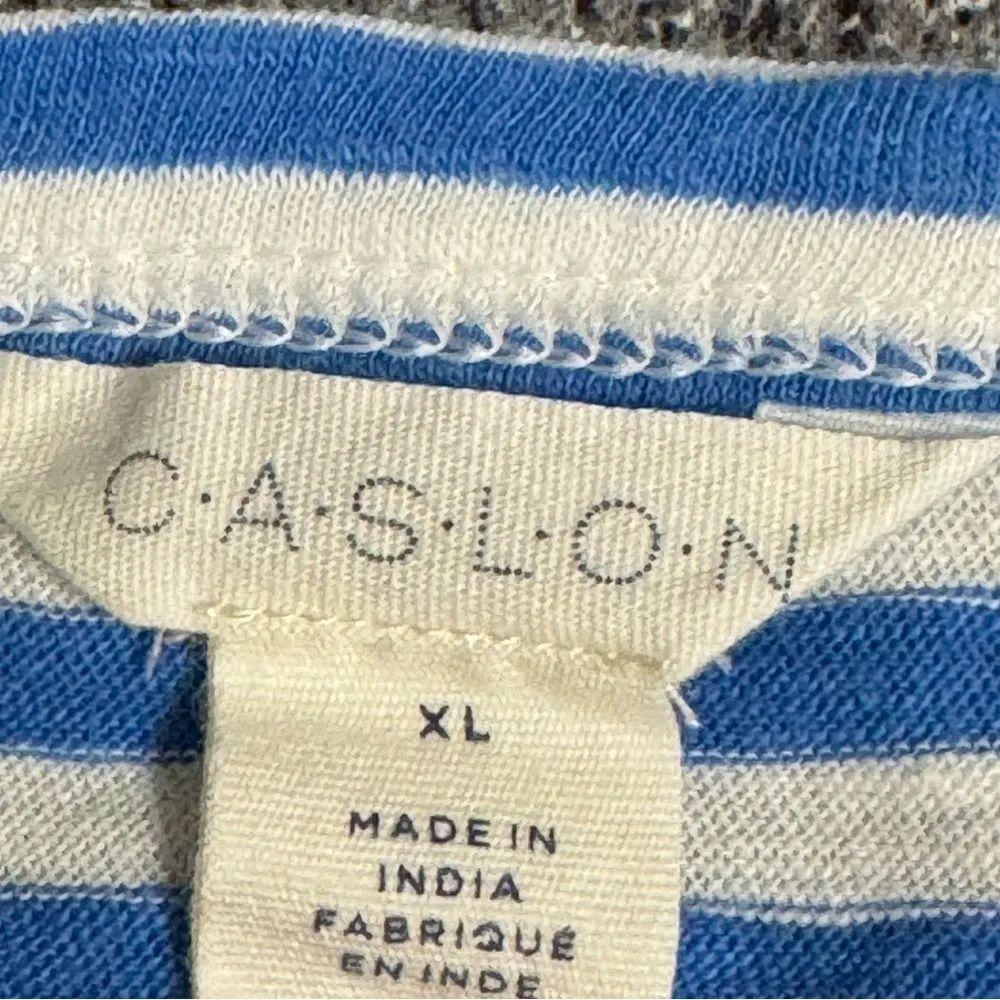 C·A·S·L·O·N
XL
MADE IN
INDIA
FABRIQUÉ
EN INDE